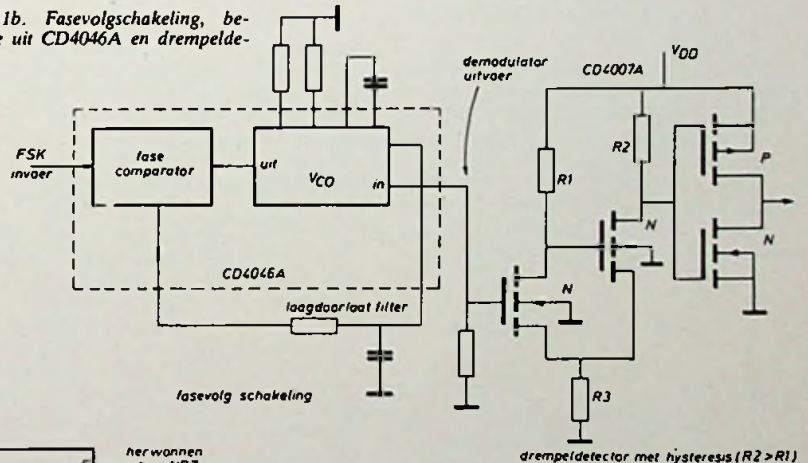 1b. Fasevolgschakeling, be-
uit CD4046A en drempelde-
FSK
invoer
fase
comparator
uit
VCO
in
CD4046A
laagdoorlaat filter
fasevolg schakeling
demodulator
uitvoer
CD4007A
VDD
R1
R2
R3
N
N
P
N
drempeldetector met hysteresis (R2>R1)
herwonnen